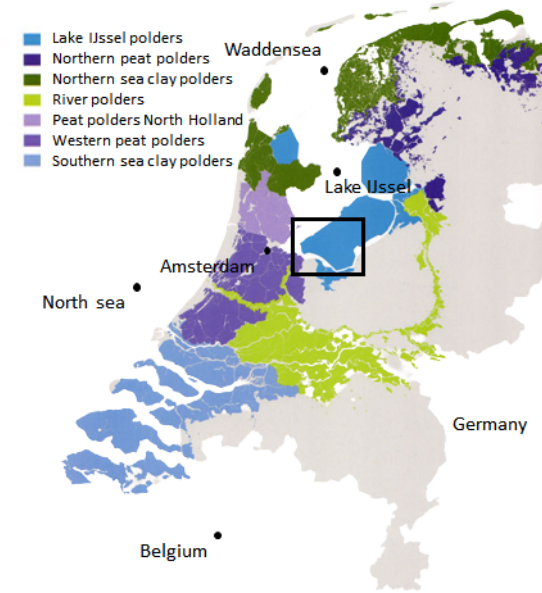 Lake IJssel polders
Northern peat polders
Northern sea clay polders
River polders
Peat polders North Holland
Western peat polders
Southern sea clay polders
Waddensea
Lake IJssel
Amsterdam
North sea
Germany
Belgium